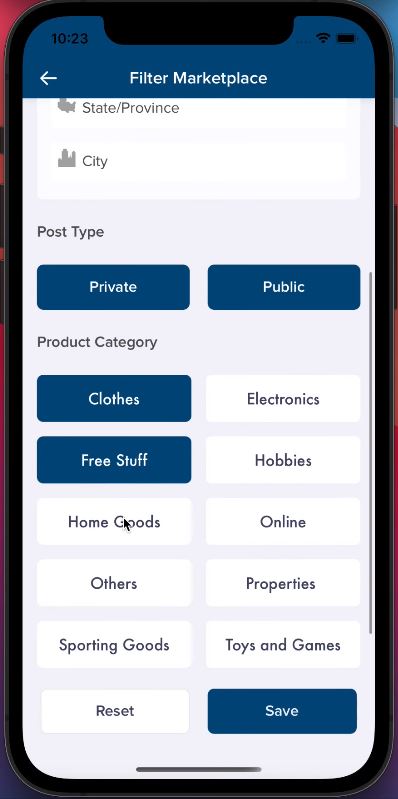 10:23
Filter Marketplace
State/Province
City
Post Type
Private Public
Product Category
Clothes Electronics
Free Stuff Hobbies
Home Goods Online
Others Properties
Sporting Goods Toys and Games
Reset Save